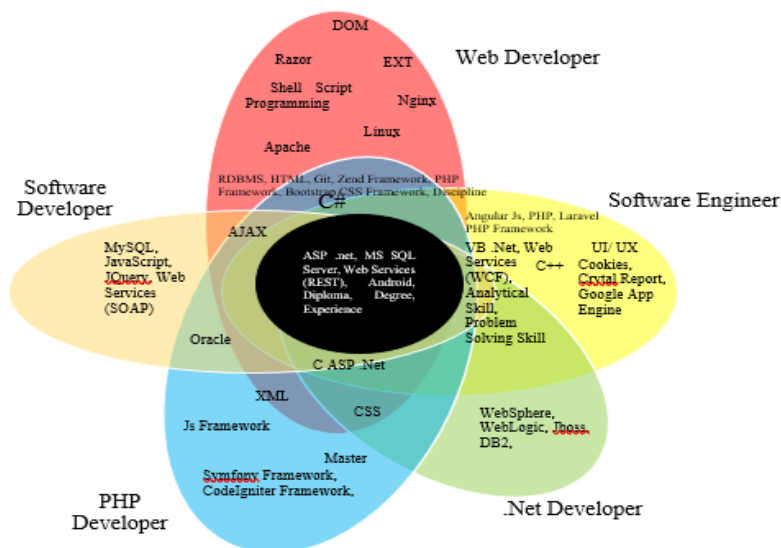 DOM
Web Developer
Razor
EXT
Shell Script
Programming
Nginx
Linux
Apache
RDBMS, HTML, Git, Zend Framework, PHP
Framework, Bootstrap CSS Framework, Discipline
Software
Developer
C#
Software Engineer
Angular Js, PHP, Laravel
PHP Framework
AJAX
MySQL,
JavaScript,
JQuery, Web
Services
(SOAP)
ASP .net, MS SQL
Server, Web Services
(REST), Android,
Diploma, Degree,
Experience
VB .Net, Web
Services
(WCF),
Analytical
Skill,
Problem
Solving Skill
C++
UI/ UX
Cookies,
Crytal Report,
Google App
Engine
Oracle
C ASP .Net
XML
CSS
Js Framework
WebSphere,
WebLogic, Jboss,
DB2,
Master
Symfony Framework,
CodeIgniter Framework,
PHP
Developer
.Net Developer